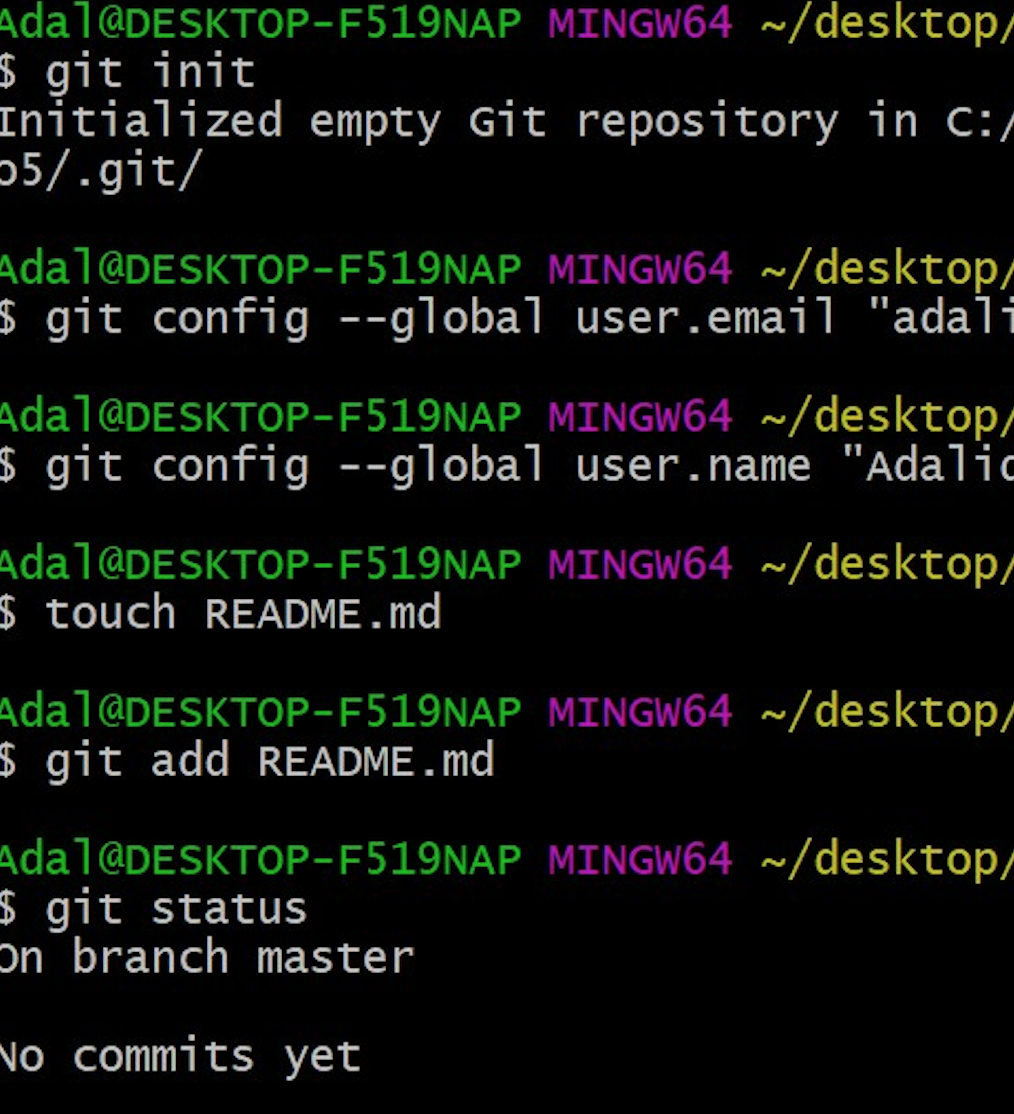 Adal@DESKTOP-F519NAP MINGW64 ~/desktop/
$ git init
Initialized empty Git repository in C:/
o5/.git/
Adal@DESKTOP-F519NAP MINGW64 ~/desktop/
$ git config --global user.email "adali
Adal@DESKTOP-F519NAP MINGW64 ~/desktop/
$ git config --global user.name "Adalid
Adal@DESKTOP-F519NAP MINGW64 ~/desktop/
$ touch README.md
Adal@DESKTOP-F519NAP MINGW64 ~/desktop/
$ git add README.md
Adal@DESKTOP-F519NAP MINGW64 ~/desktop/
$ git status
On branch master
No commits yet